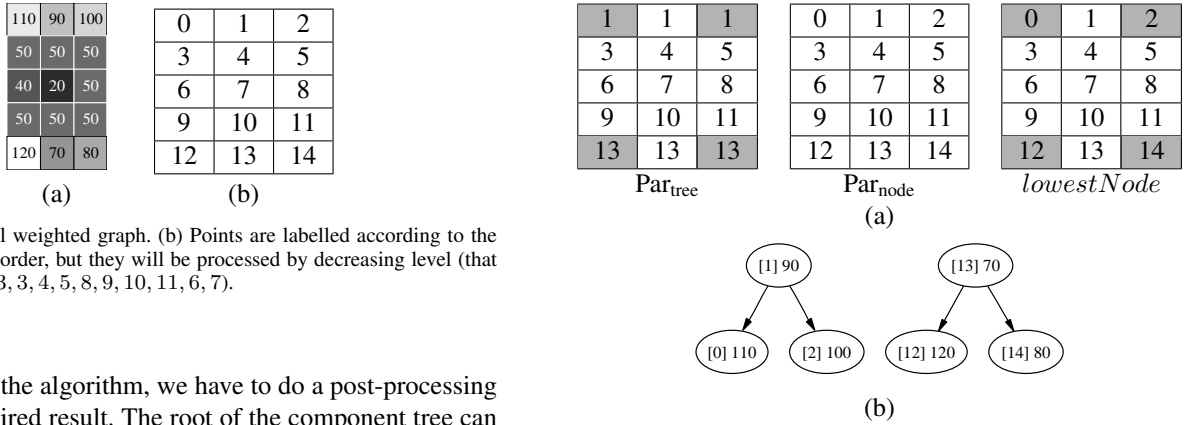 110 90 100
50 50 50
40 20 50
50 50 50
120 70 80
(a)
0 1 2
3 4 5
6 7 8
9 10 11
12 13 14
(b)
l weighted graph. (b) Points are labelled according to the
order, but they will be processed by decreasing level (that
3, 3, 4, 5, 8, 9, 10, 11, 6, 7).
the algorithm, we have to do a post-processing
ired result. The root of the component tree can
1 1 1
3 4 5
6 7 8
9 10 11
13 13 13
Par_tree
0 1 2
3 4 5
6 7 8
9 10 11
12 13 14
Par_node
0 1 2
3 4 5
6 7 8
9 10 11
12 13 14
lowestNode
(a)
[1] 90
[13] 70
[0] 110
[2] 100
[12] 120
[14] 80
(b)